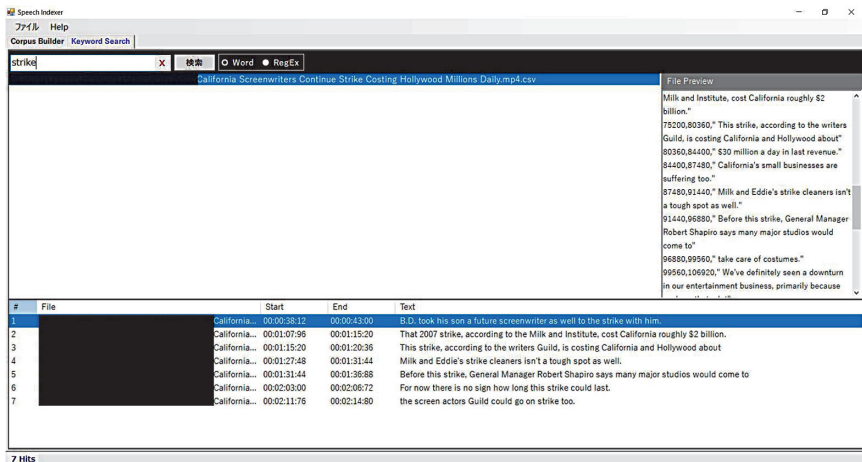 Speech Indexer
ファイル Help
Corpus Builder Keyword Search
strike X 検索 Word RegEx
California Screenwriters Continue Strike Costing Hollywood Millions Daily.mp4.csv
File Preview
Milk and Institute, cost California roughly $2
billion."
75200,80360," This strike, according to the writers
Guild, is costing California and Hollywood about"
80360,84400," $30 million a day in last revenue."
84400,87480," California's small businesses are
suffering too."
87480,91440," Milk and Eddie's strike cleaners isn't
a tough spot as well."
91440,96880," Before this strike, General Manager
Robert Shapiro says many major studios would
come to"
96880,99560," take care of costumes."
99560,106920," We've definitely seen a downturn
in our entertainment business, primarily because
# File Start End Text
1 California... 00:00:38:12 00:00:43:00 B.D. took his son a future screenwriter as well to the strike with him.
2 California... 00:01:07:96 00:01:15:20 That 2007 strike, according to the Milk and Institute, cost California roughly $2 billion.
3 California... 00:01:15:20 00:01:20:36 This strike, according to the writers Guild, is costing California and Hollywood about
4 California... 00:01:27:48 00:01:31:44 Milk and Eddie's strike cleaners isn't a tough spot as well.
5 California... 00:01:31:44 00:01:36:88 Before this strike, General Manager Robert Shapiro says many major studios would come to
6 California... 00:02:03:00 00:02:06:72 For now there is no sign how long this strike could last.
7 California... 00:02:11:76 00:02:14:80 the screen actors Guild could go on strike too.
7 Hits